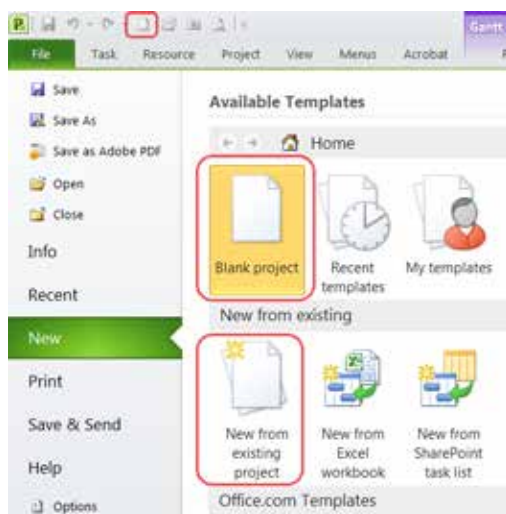 P
Gantt
File Task Resource Project View Menus Acrobat
Save
Save As
Save as Adobe PDF
Open
Close
Info
Recent
New
Print
Save & Send
Help
Options
Available Templates
Home
Blank project
Recent
templates
My templates
New from existing
New from
existing
project
New from
Excel
workbook
New from
SharePoint
task list
Office.com Templates